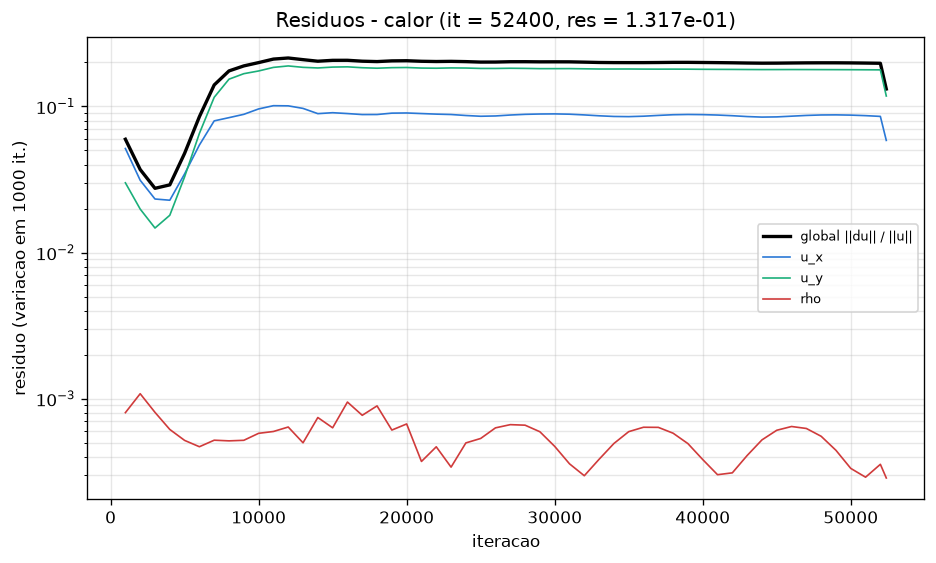 Residuos - calor (it = 52400, res = 1.317e-01)
residuo (variacao em 1000 it.)
10⁻¹
10⁻²
10⁻³
global ||du|| / ||u||
u_x
u_y
rho
0 10000 20000 30000 40000 50000
iteracao